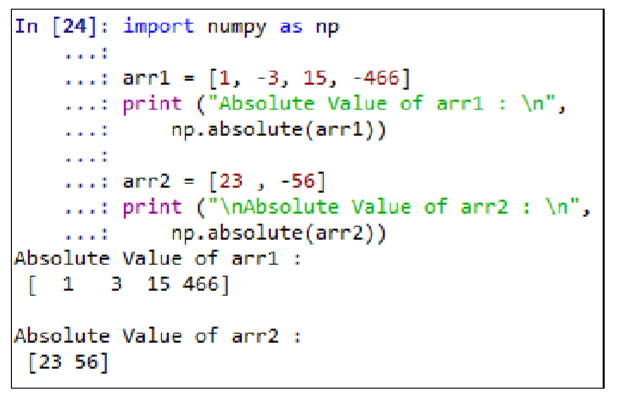 In [24]: import numpy as np
...:
...: arr1 = [1, -3, 15, -466]
...: print ("Absolute Value of arr1 : \n",
...:     np.absolute(arr1))
...:
...: arr2 = [23 , -56]
...: print ("\nAbsolute Value of arr2 : \n",
...:     np.absolute(arr2))
Absolute Value of arr1 :
[  1   3  15 466]
Absolute Value of arr2 :
[23 56]